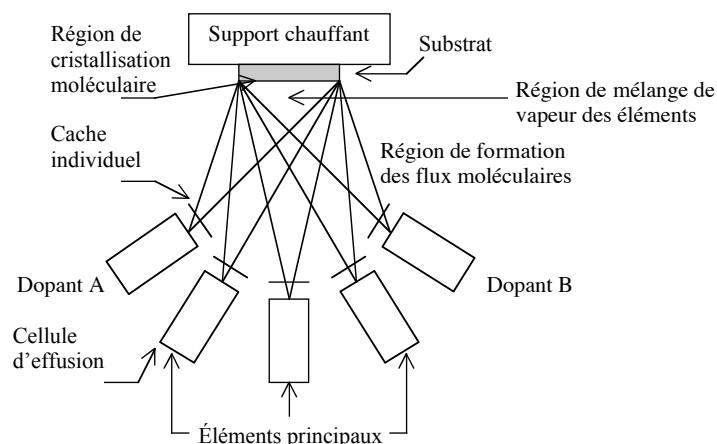 Support chauffant
Région de
cristallisation
moléculaire
Substrat
Région de mélange de
vapeur des éléments
Cache
individuel
Région de formation
des flux moléculaires
Dopant A
Dopant B
Cellule
d’effusion
Éléments principaux